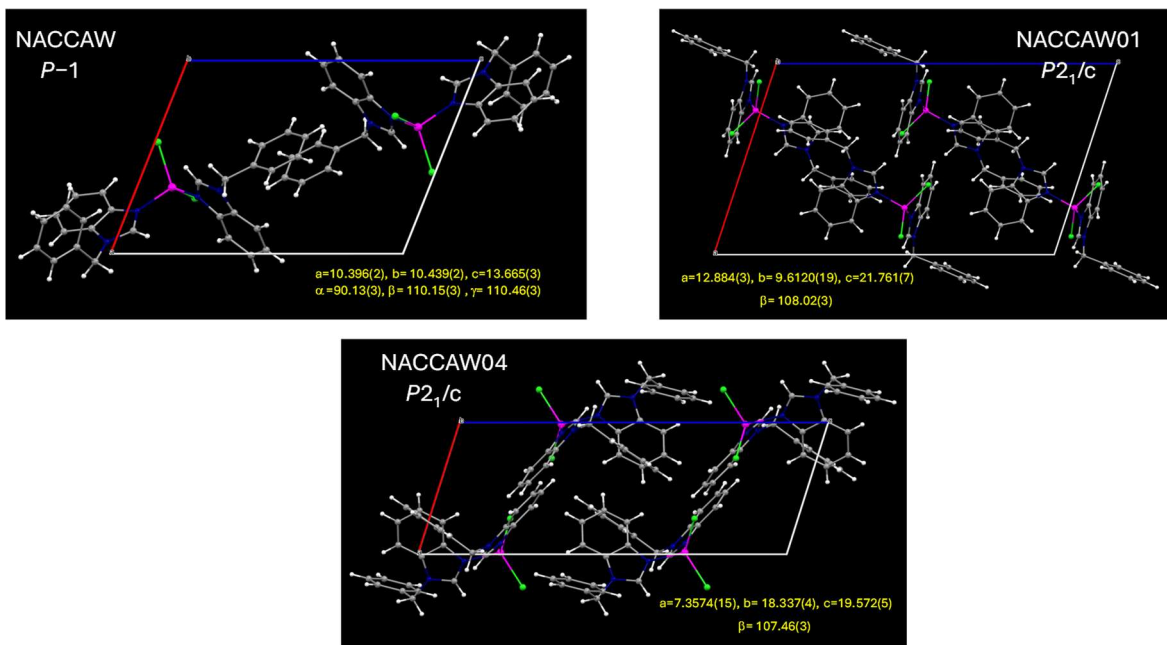 NACCAW
P−1
a=10.396(2), b= 10.439(2), c=13.665(3)
α=90.13(3), β= 110.15(3) , γ= 110.46(3)
NACCAW01
P2₁/c
a=12.884(3), b= 9.6120(19), c=21.761(7)
β= 108.02(3)
NACCAW04
P2₁/c
a=7.3574(15), b= 18.337(4), c=19.572(5)
β= 107.46(3)